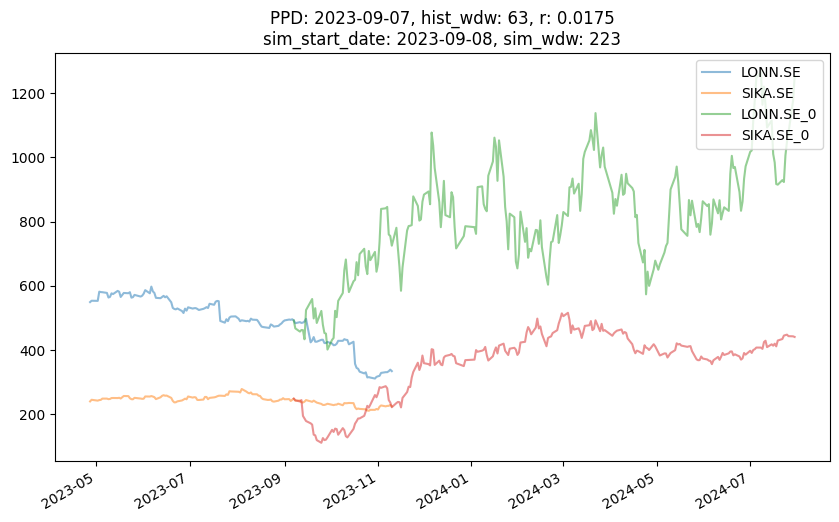 PPD: 2023-09-07, hist_wdw: 63, r: 0.0175
sim_start_date: 2023-09-08, sim_wdw: 223
LONN.SE
SIKA.SE
LONN.SE_0
SIKA.SE_0
1200
1000
800
600
400
200
2023-05
2023-07
2023-09
2023-11
2024-01
2024-03
2024-05
2024-07